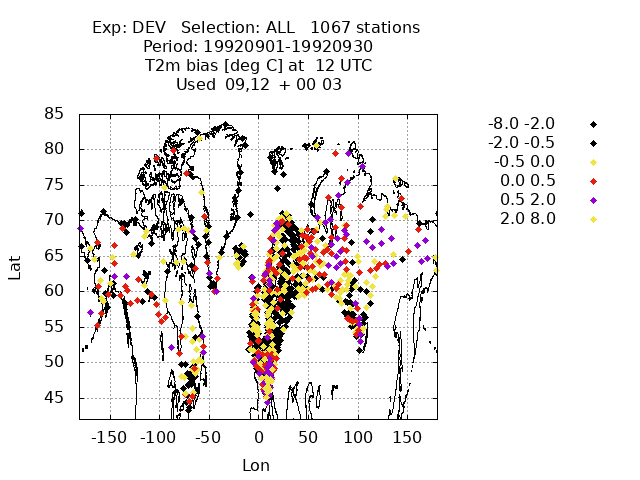 Exp: DEV   Selection: ALL   1067 stations
Period: 19920901-19920930
T2m bias [deg C] at  12 UTC
Used  09,12  + 00 03
-8.0 -2.0
-2.0 -0.5
-0.5 0.0
0.0 0.5
0.5 2.0
2.0 8.0
Lat
85
80
75
70
65
60
55
50
45
-150 -100 -50 0 50 100 150
Lon